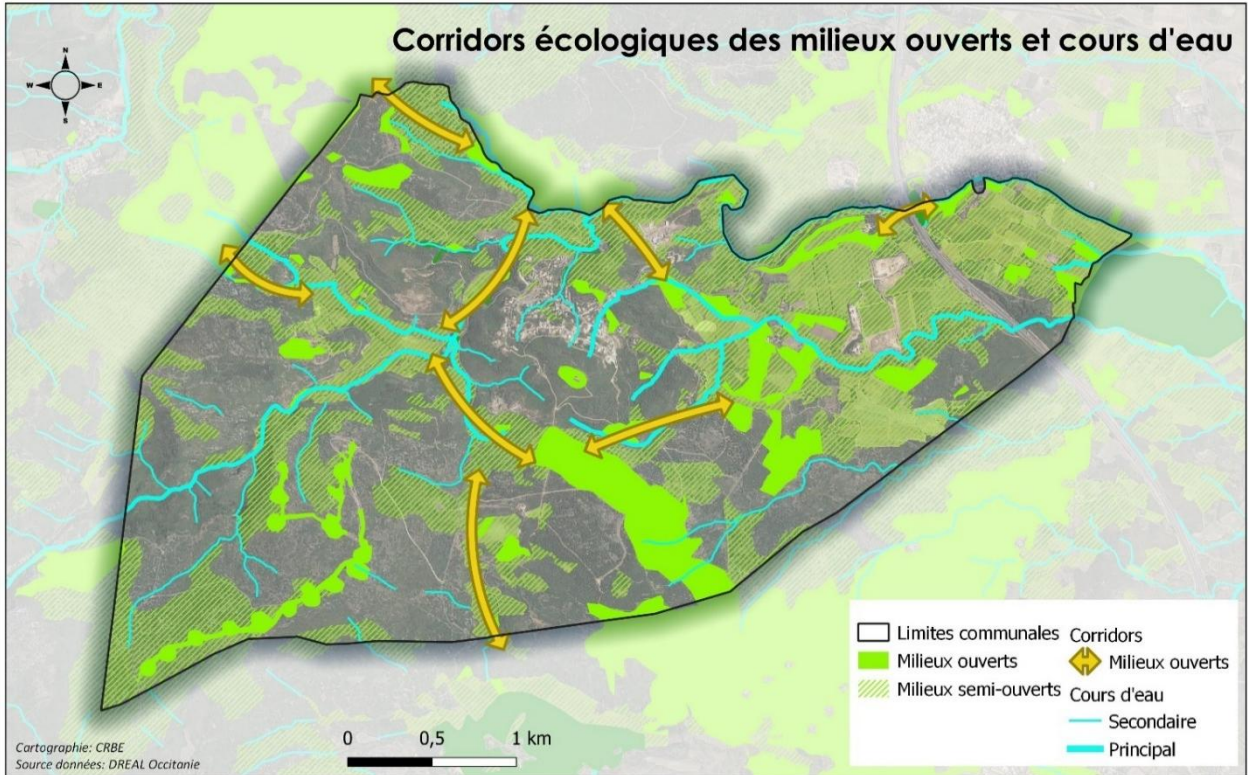 Corridors écologiques des milieux ouverts et cours d'eau
N
W
E
S
Limites communales
Milieux ouverts
Milieux semi-ouverts
Corridors
Milieux ouverts
Cours d'eau
Secondaire
Principal
0 0,5 1 km
Cartographie: CRBE
Source données: DREAL Occitanie